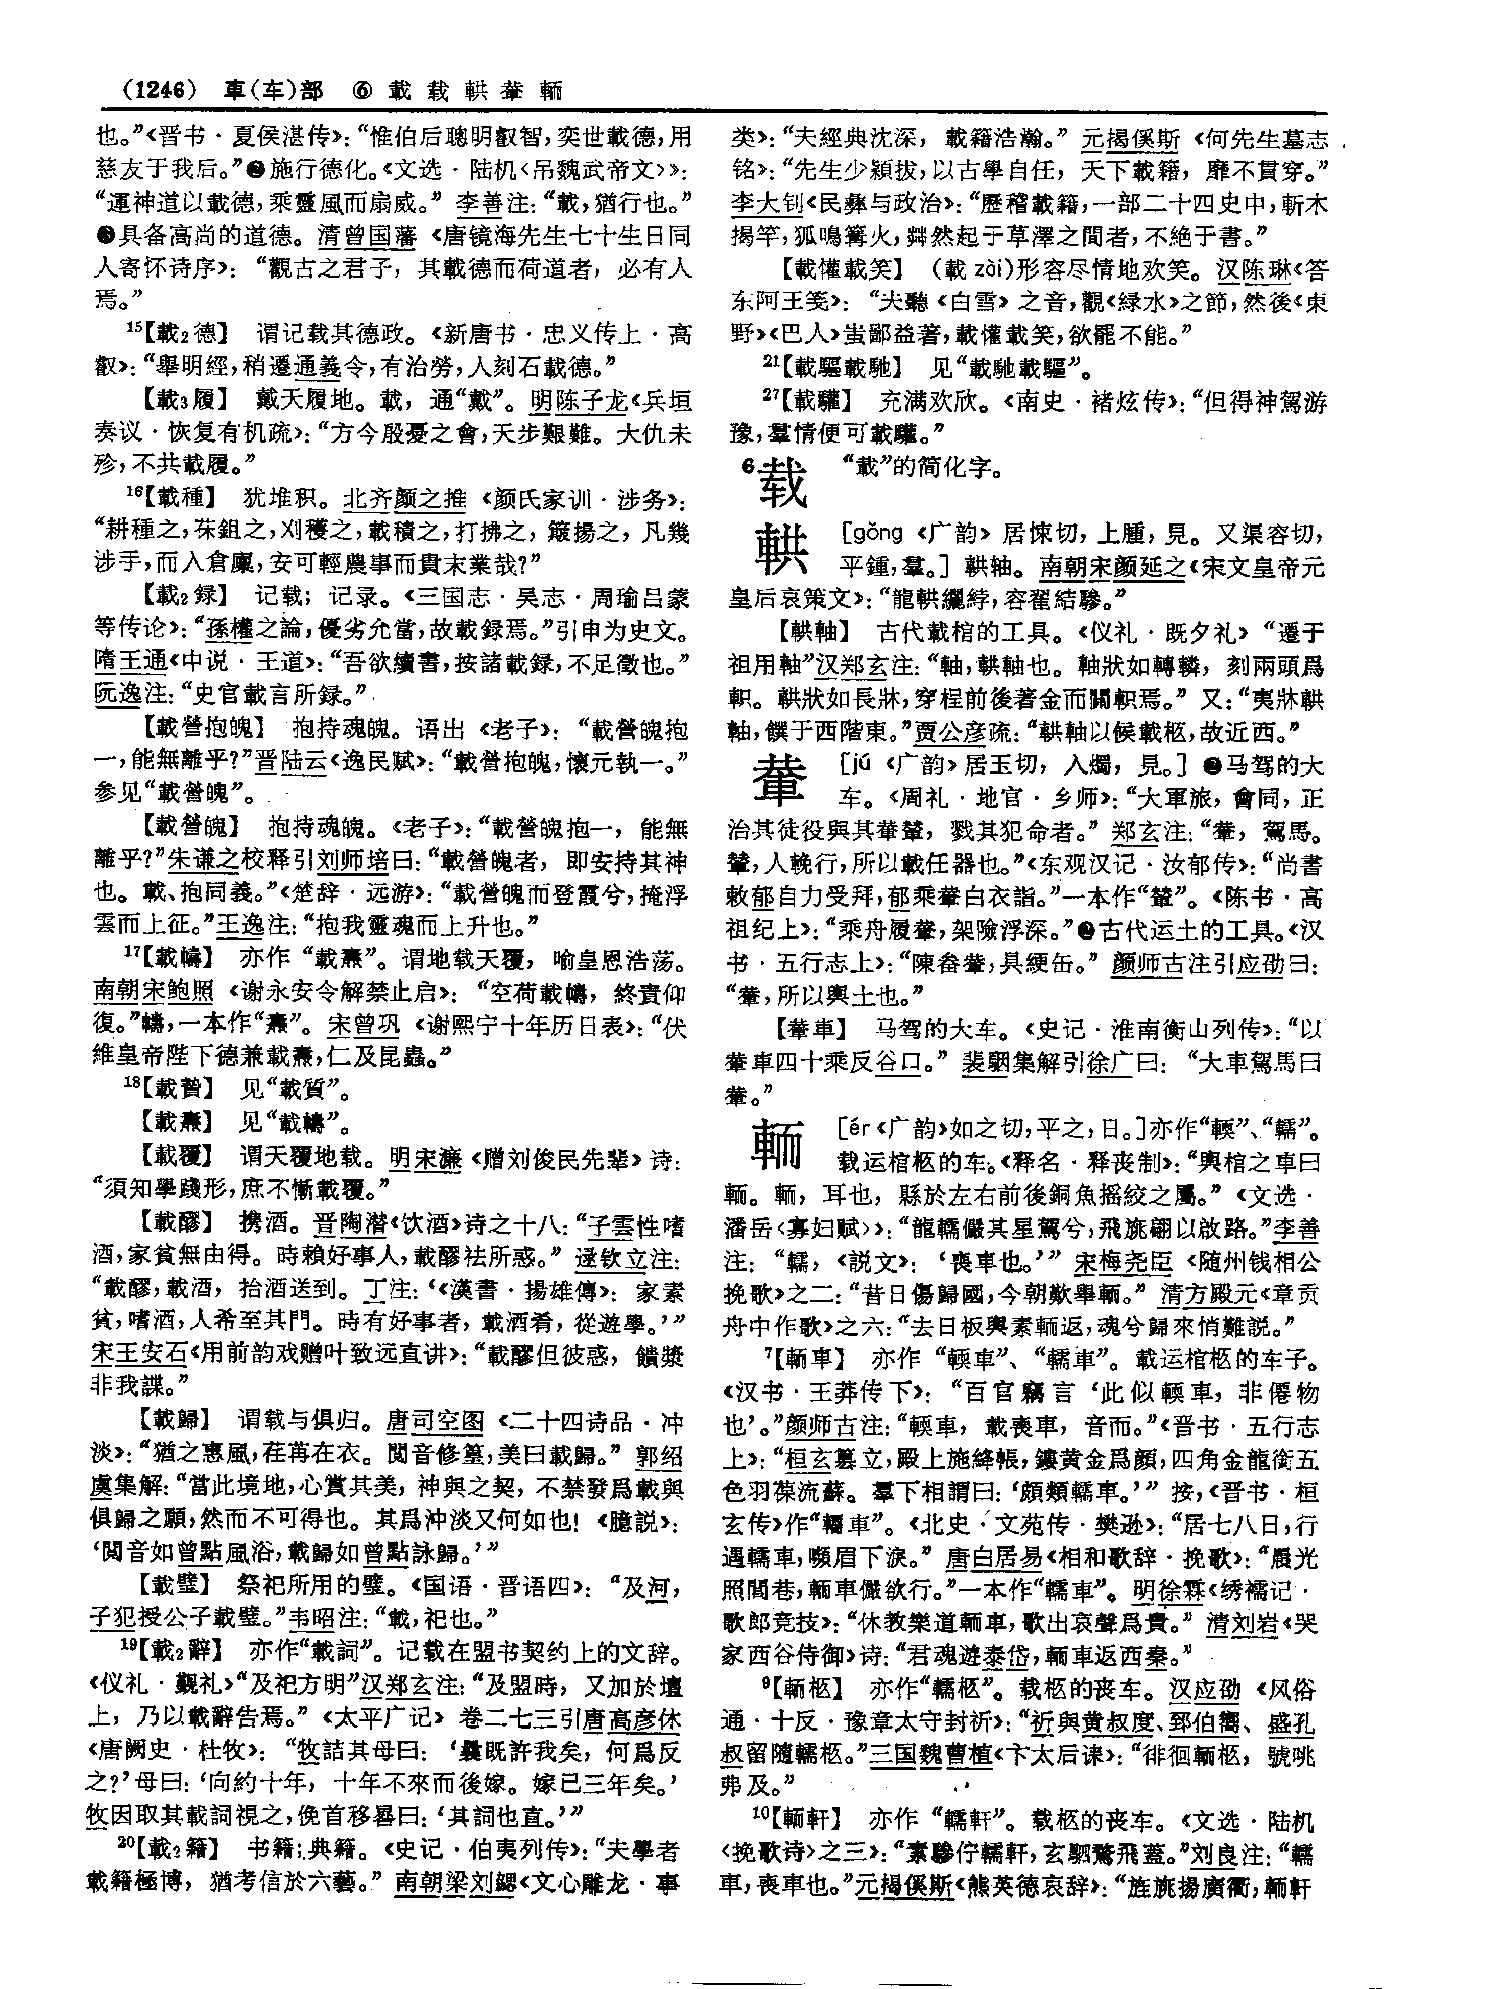 (1246) 車(车)部 ⑥ 載 载 輁 輂 輀
也。”《晋书·夏侯湛传》：“惟伯后聰明叡智，奕世載德，用
慈友于我后。”❷施行德化。《文选·陆机〈吊魏武帝文〉》：
“運神道以載德，乘靈風而扇威。” 李善注：“載，猶行也。”
❸具备高尚的道德。清曾国藩《唐镜海先生七十生日同
人寄怀诗序》：“觀古之君子，其載德而荷道者，必有人
焉。”
15【載2德】 谓记载其德政。《新唐书·忠义传上·高
叡》：“舉明經，稍遷通義令，有治勞，人刻石載德。”
【載3履】 戴天履地。載，通“戴”。明陈子龙《兵垣
奏议·恢复有机疏》：“方今殷憂之會，天步艱難。大仇未
殄，不共載履。”
16【載種】 犹堆积。北齐颜之推《颜氏家训·涉务》：
“耕種之，茠鉏之，刈穫之，載積之，打拂之，簸揚之，凡幾
涉手，而入倉廩，安可輕農事而貴末業哉？”
【載2録】 记载；记录。《三国志·吴志·周瑜吕蒙
等传论》：“孫權之論，優劣允當，故載録焉。”引申为史文。
隋王通《中说·王道》：“吾欲續書，按諸載録，不足徵也。”
阮逸注：“史官載言所録。”
【載營抱魄】 抱持魂魄。语出《老子》：“載營魄抱
一，能無離乎？”晋陆云《逸民赋》：“載營抱魄，懷元執一。”
参见“載營魄”。
【載營魄】 抱持魂魄。《老子》：“載營魄抱一，能無
離乎？”朱谦之校释引刘师培曰：“載營魄者，即安持其神
也。載、抱同義。”《楚辞·远游》：“載營魄而登霞兮，掩浮
雲而上征。”王逸注：“抱我靈魂而上升也。”
17【載幬】 亦作“載燾”。谓地载天覆，喻皇恩浩荡。
南朝宋鲍照《谢永安令解禁止启》：“空荷載幬，終責仰
復。”幬，一本作“燾”。宋曾巩《谢熙宁十年历日表》：“伏
維皇帝陛下德兼載燾，仁及昆蟲。”
18【載贄】 见“載質”。
【載燾】 见“載幬”。
【載覆】 谓天覆地载。明宋濂《赠刘俊民先辈》诗：
“須知學踐形，庶不慚載覆。”
【載醪】 携酒。晋陶潜《饮酒》诗之十八：“子雲性嗜
酒，家貧無由得。時賴好事人，載醪袪所惑。” 逯钦立注：
“載醪，載酒，抬酒送到。丁注：‘《漢書·揚雄傳》：家素
貧，嗜酒，人希至其門。時有好事者，載酒肴，從遊學。’”
宋王安石《用前韵戏赠叶致远直讲》：“載醪但彼惑，饋漿
非我諜。”
【載歸】 谓载与俱归。唐司空图《二十四诗品·冲
淡》：“猶之惠風，荏苒在衣。閲音修篁，美曰載歸。” 郭绍
虞集解：“當此境地，心賞其美，神與之契，不禁發爲載與
俱歸之願，然而不可得也。其爲沖淡又何如也！《臆説》：
‘閲音如曾點風浴，載歸如曾點詠歸。’”
【載璧】 祭祀所用的璧。《国语·晋语四》：“及河，
子犯授公子載璧。”韦昭注：“載，祀也。”
19【載2辭】 亦作“載詞”。记载在盟书契约上的文辞。
《仪礼·觐礼》“及祀方明”汉郑玄注：“及盟時，又加於壇
上，乃以載辭告焉。”《太平广记》卷二七三引唐高彦休
《唐阙史·杜牧》：“牧詰其母曰：‘曩既許我矣，何爲反
之？’母曰：‘向約十年，十年不來而後嫁。嫁已三年矣。’
牧因取其載詞視之，俛首移晷曰：‘其詞也直。’”
20【載2籍】 书籍；典籍。《史记·伯夷列传》：“夫學者
載籍極博，猶考信於六藝。” 南朝梁刘勰《文心雕龙·事
类》：“夫經典沈深，載籍浩瀚。” 元揭傒斯《何先生墓志
铭》：“先生少穎拔，以古學自任，天下載籍，靡不貫穿。”
李大钊《民彝与政治》：“歷稽載籍，一部二十四史中，斬木
揭竿，狐鳴篝火，䎽然起于草澤之間者，不絶于書。”
【載懽載笑】 (載 zài)形容尽情地欢笑。汉陈琳《答
东阿王笺》：“夫聽《白雪》之音，觀《緑水》之節，然後《東
野》《巴人》蚩鄙益著，載懽載笑，欲罷不能。”
21【載驅載馳】 见“載馳載驅”。
27【載驩】 充满欢欣。《南史·褚炫传》：“但得神駕游
豫，羣情便可載驩。”
6载 “載”的简化字。
輁 [gǒng《广韵》居悚切，上腫，見。又渠容切，
平鍾，羣。] 輁轴。南朝宋颜延之《宋文皇帝元
皇后哀策文》：“龍輁纚綍，容翟結驂。”
【輁軸】 古代載棺的工具。《仪礼·既夕礼》“遷于
祖用軸”汉郑玄注：“軸，輁軸也。軸狀如轉轔，刻兩頭爲
軹。輁狀如長牀，穿桯前後著金而關軹焉。” 又：“夷牀輁
軸，饌于西階東。”贾公彦疏：“輁軸以候載柩，故近西。”
輂 [jú《广韵》居玉切，入燭，見。] ❶马驾的大
车。《周礼·地官·乡师》：“大軍旅，會同，正
治其徒役與其輂輦，戮其犯命者。” 郑玄注：“輂，駕馬。
輦，人輓行，所以載任器也。”《东观汉记·汝郁传》：“尚書
敕郁自力受拜，郁乘輂白衣詣。”一本作“輦”。《陈书·高
祖纪上》：“乘舟履輂，架險浮深。”❷古代运土的工具。《汉
书·五行志上》：“陳畚輂，具綆缶。” 颜师古注引应劭曰：
“輂，所以輿土也。”
【輂車】 马驾的大车。《史记·淮南衡山列传》：“以
輂車四十乘反谷口。” 裴駰集解引徐广曰：“大車駕馬曰
輂。”
輀 [ér《广韵》如之切，平之，日。]亦作“輭”、“轜”。
载运棺柩的车。《释名·释丧制》：“輿棺之車曰
輀。輀，耳也，縣於左右前後銅魚摇絞之屬。”《文选·
潘岳〈寡妇赋〉》：“龍轜儼其星駕兮，飛旐翩以啟路。”李善
注：“轜，《説文》：‘喪車也。’” 宋梅尧臣《随州钱相公
挽歌》之二：“昔日傷歸國，今朝歎舉輀。” 清方殿元《章贡
舟中作歌》之六：“去日板輿素輀返，魂兮歸來悄難説。”
7【輀車】 亦作“輭車”、“轜車”。载运棺柩的车子。
《汉书·王莽传下》：“百官竊言‘此似輭車，非僊物
也’。”颜师古注：“輭車，載喪車，音而。”《晋书·五行志
上》：“桓玄篡立，殿上施絳帳，鏤黄金爲顔，四角金龍銜五
色羽葆流蘇。羣下相謂曰：‘頗類轜車。’” 按，《晋书·桓
玄传》作“轜車”。《北史·文苑传·樊逊》：“居七八日，行
遇轜車，嚬眉下淚。” 唐白居易《相和歌辞·挽歌》：“晨光
照閭巷，輀車儼欲行。”一本作“轜車”。明徐霖《绣襦记·
歌郎竞技》：“休教樂道輀車，歌出哀聲爲貴。” 清刘岩《哭
家西谷侍御》诗：“君魂遊泰岱，輀車返西秦。”
9【輀柩】 亦作“轜柩”。载柩的丧车。汉应劭《风俗
通·十反·豫章太守封祈》：“祈與黄叔度、郅伯嚮、盛孔
叔留隨轜柩。”三国魏曹植《卞太后诔》：“徘徊輀柩，號咷
弗及。”
10【輀軒】 亦作“轜軒”。载柩的丧车。《文选·陆机
〈挽歌诗〉之三》：“素驂佇轜軒，玄駟騖飛蓋。”刘良注：“轜
車，喪車也。”元揭傒斯《熊英德哀辞》：“旌旐揚廣衢，輀軒